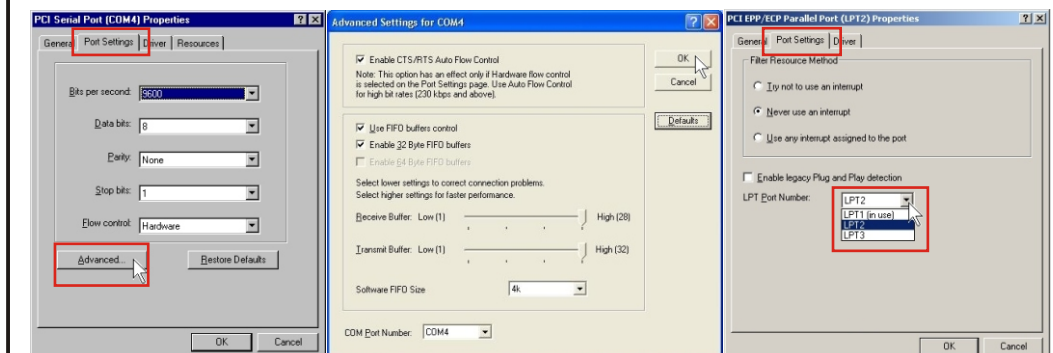 PCI Serial Port (COM4) Properties
General Port Settings Driver Resources
Bits per second: 9600
Data bits: 8
Parity: None
Stop bits: 1
Flow control: Hardware
Advanced... Restore Defaults
OK Cancel
Advanced Settings for COM4
Enable CTS/RTS Auto Flow Control
Note: This option has an effect only if Hardware flow control
is selected on the Port Settings page. Use Auto Flow Control
for high bit rates (230 kbps and above).
OK
Cancel
Defaults
Use FIFO buffers control
Enable 32 Byte FIFO buffers
Enable 64 Byte FIFO buffers
Select lower settings to correct connection problems.
Select higher settings for faster performance.
Receive Buffer: Low (1) High (28)
Transmit Buffer: Low (1) High (32)
Software FIFO Size 4k
COM Port Number: COM4
PCI EPP/ECP Parallel Port (LPT2) Properties
General Port Settings Driver
Filter Resource Method
Try not to use an interrupt
Never use an interrupt
Use any interrupt assigned to the port
Enable legacy Plug and Play detection
LPT Port Number: LPT2
LPT1 (in use)
LPT2
LPT3
OK Cancel